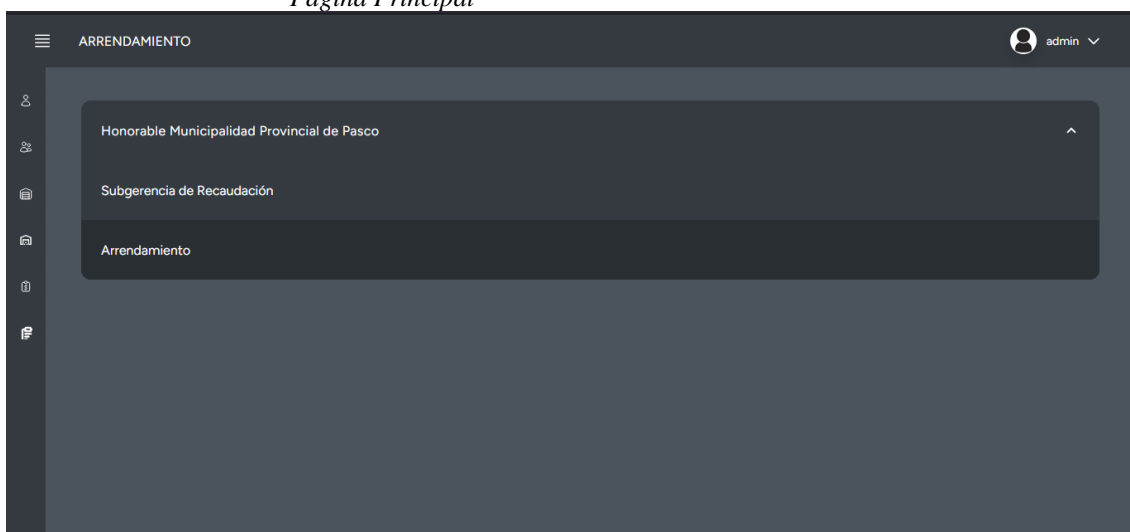 Página Principal
ARRENDAMIENTO
admin
Honorable Municipalidad Provincial de Pasco
Subgerencia de Recaudación
Arrendamiento